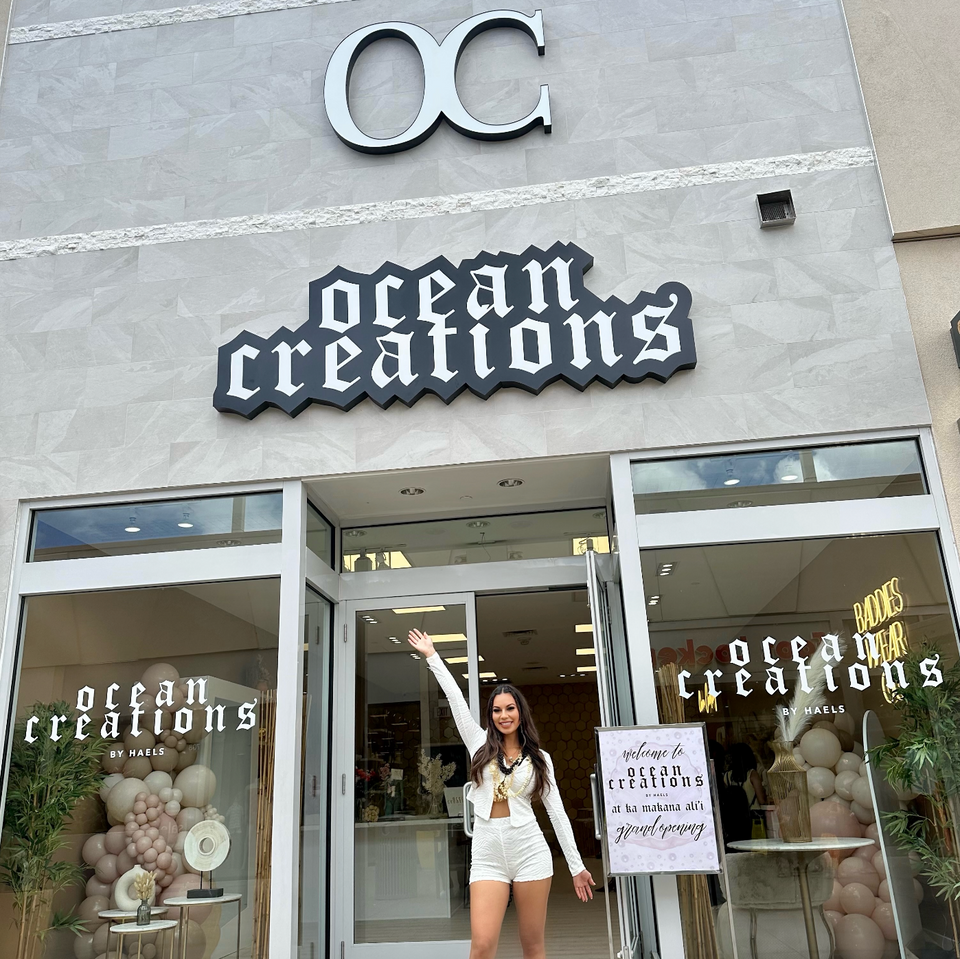 OC
ocean
creations
ocean
creations
BY HAELS
BADDIES
WEAR
ocean
creations
BY HAELS
welcome to
ocean
creations
BY HAELS
at ka makana ali'i
grand opening